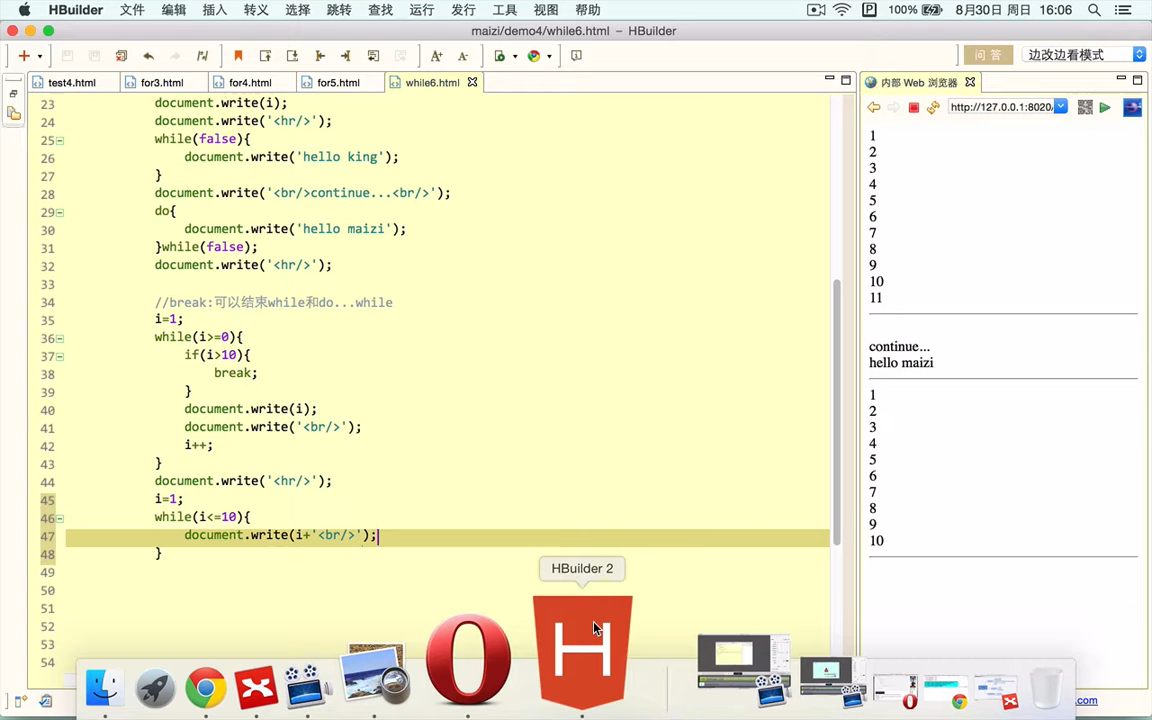 HBuilder 文件 编辑 插入 转义 选择 跳转 查找 运行 发行 工具 视图 帮助 P 100% 8月30日 周日 16:06
maizi/demo4/while6.html – HBuilder
A+ A- 问 答 边改边看模式
test4.html for3.html for4.html for5.html while6.html 内部 Web 浏览器
http://127.0.0.1:8020/
23 document.write(i);
24 document.write('<hr/>');
25 while(false){
26 document.write('hello king');
27 }
28 document.write('<br/>continue...<br/>');
29 do{
30 document.write('hello maizi');
31 }while(false);
32 document.write('<hr/>');
33
34 //break:可以结束while和do...while
35 i=1;
36 while(i>=0){
37 if(i>10){
38 break;
39 }
40 document.write(i);
41 document.write('<br/>');
42 i++;
43 }
44 document.write('<hr/>');
45 i=1;
46 while(i<=10){
47 document.write(i+'<br/>');
48 }
49
50
51
52
53
54
1
2
3
4
5
6
7
8
9
10
11
continue...
hello maizi
1
2
3
4
5
6
7
8
9
10
HBuilder 2
H
.com